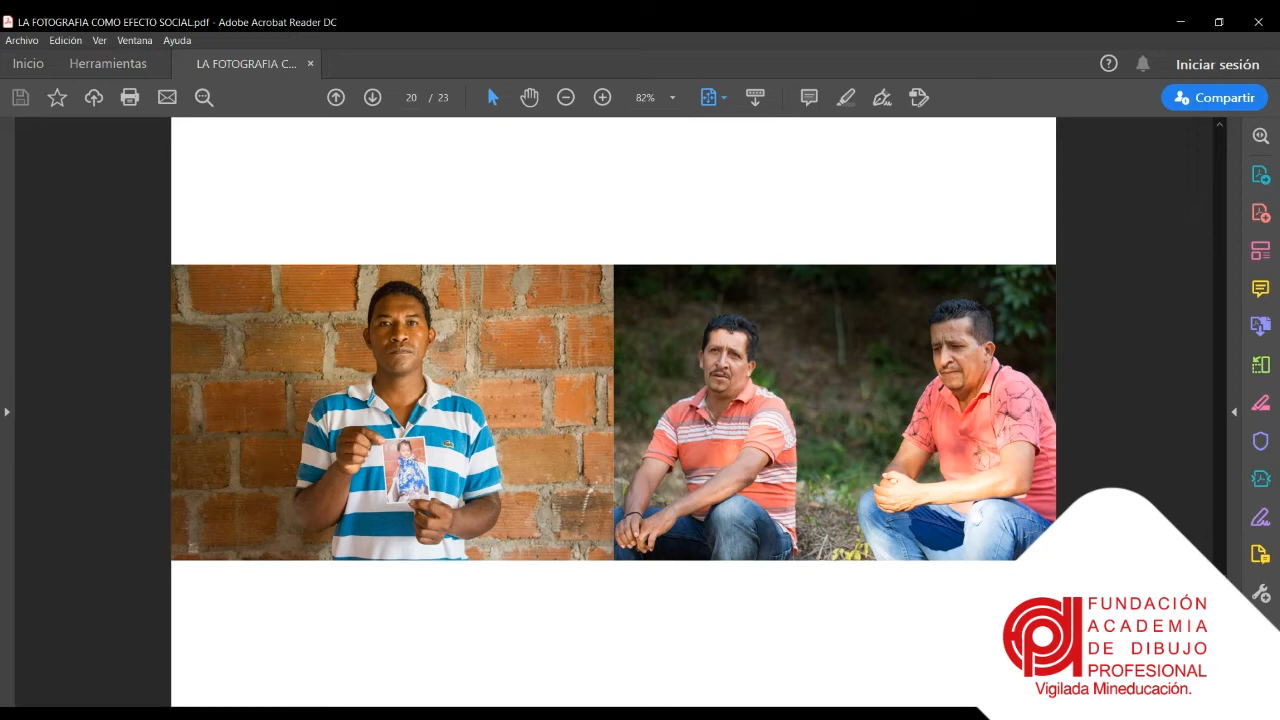 LA FOTOGRAFIA COMO EFECTO SOCIAL.pdf - Adobe Acrobat Reader DC
Archivo Edición Ver Ventana Ayuda
Inicio Herramientas LA FOTOGRAFIA C... × Iniciar sesión
20 / 23 82% Compartir
FUNDACIÓN
ACADEMIA
DE DIBUJO
PROFESIONAL
Vigilada Mineducación.